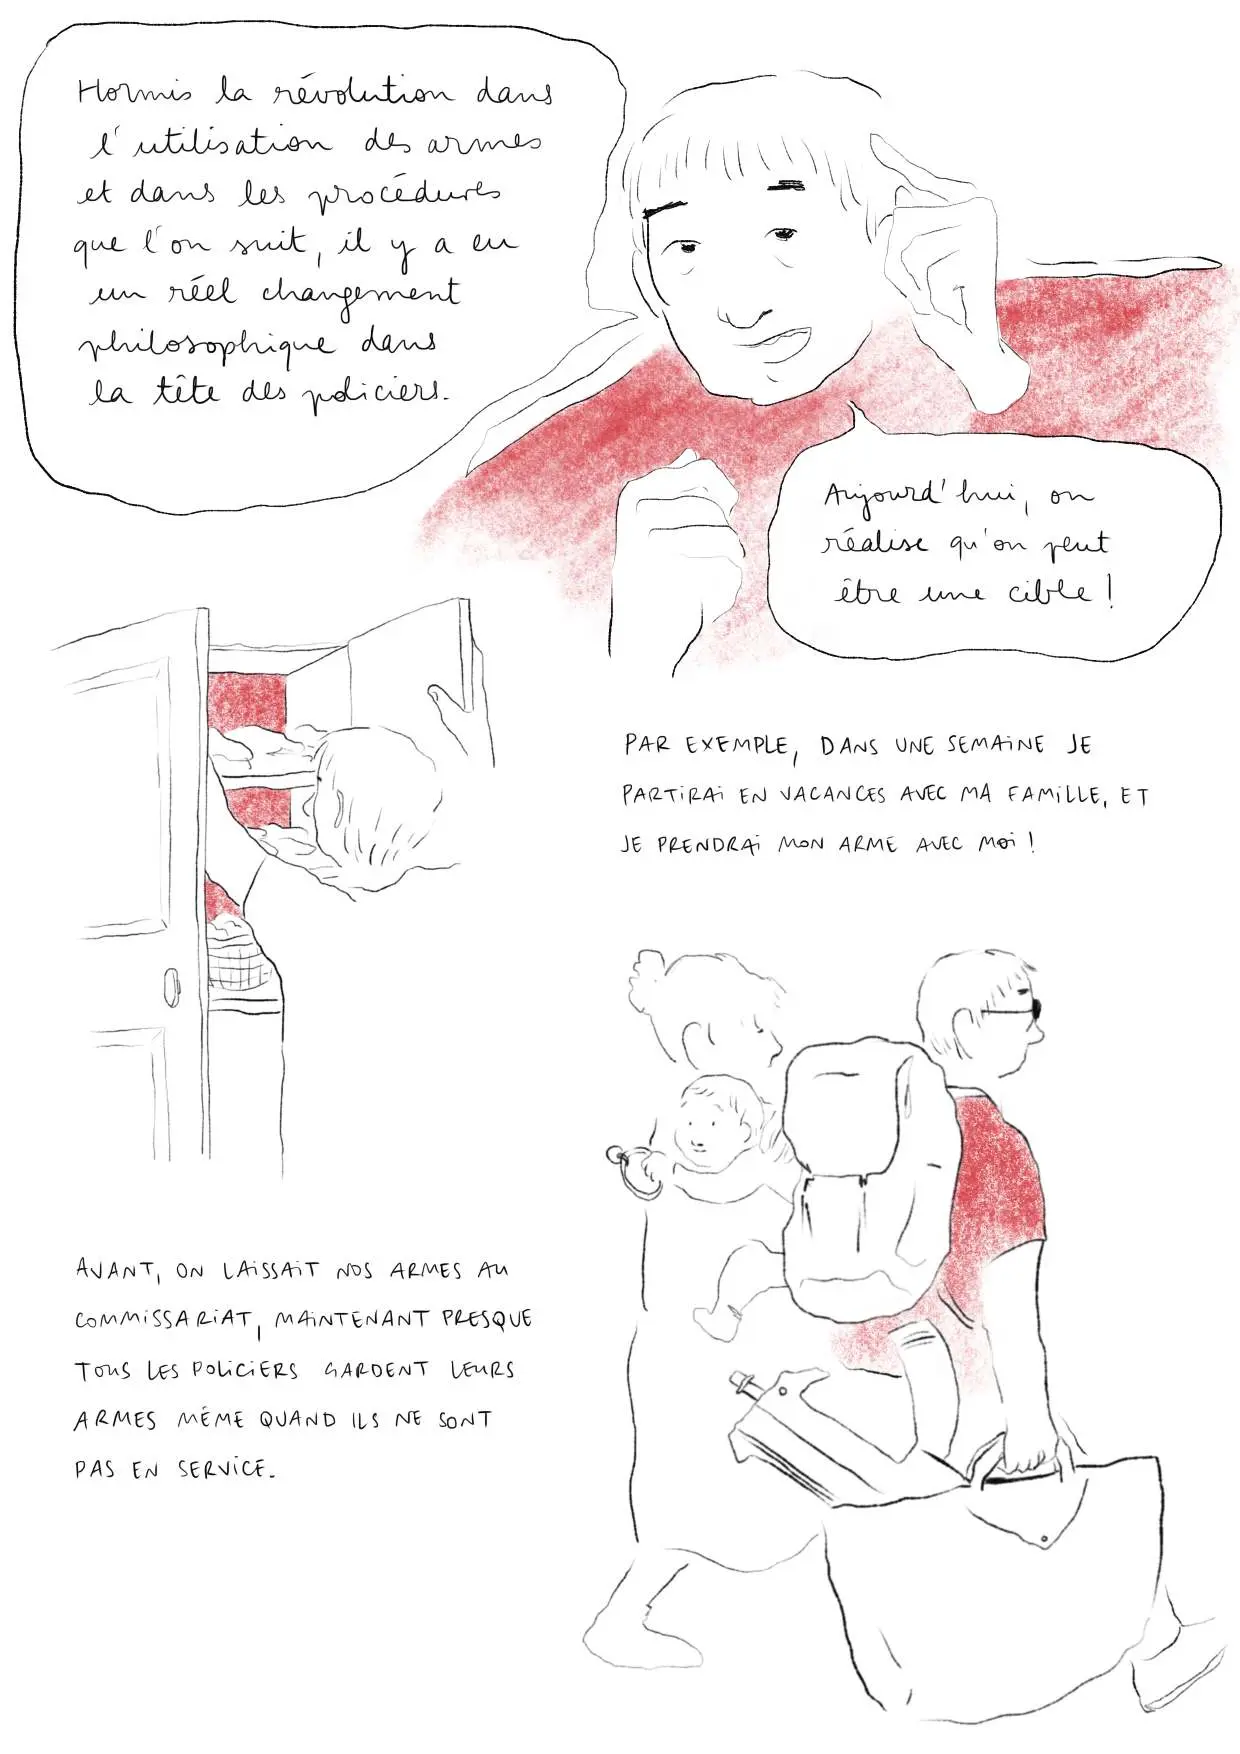 Hormis la révolution dans
l'utilisation des armes
et dans les procédures
que l'on suit, il y a eu
un réel changement
philosophique dans
la tête des policiers.
Aujourd'hui, on
réalise qu'on peut
être une cible !
PAR EXEMPLE, DANS UNE SEMAiNE JE
PARTiRAi EN VACANCES AVEC MA FAMiLLE, ET
JE PRENDRAi MON ARME AVEC MOi !
AVANT, ON LAiSSAiT NOS ARMES AU
COMMiSSARiAT, MAiNTENANT PRESQUE
TOUS LES POLiCiERS GARDENT LEURS
ARMES MÊME QUAND iLS NE SONT
PAS EN SERViCE.